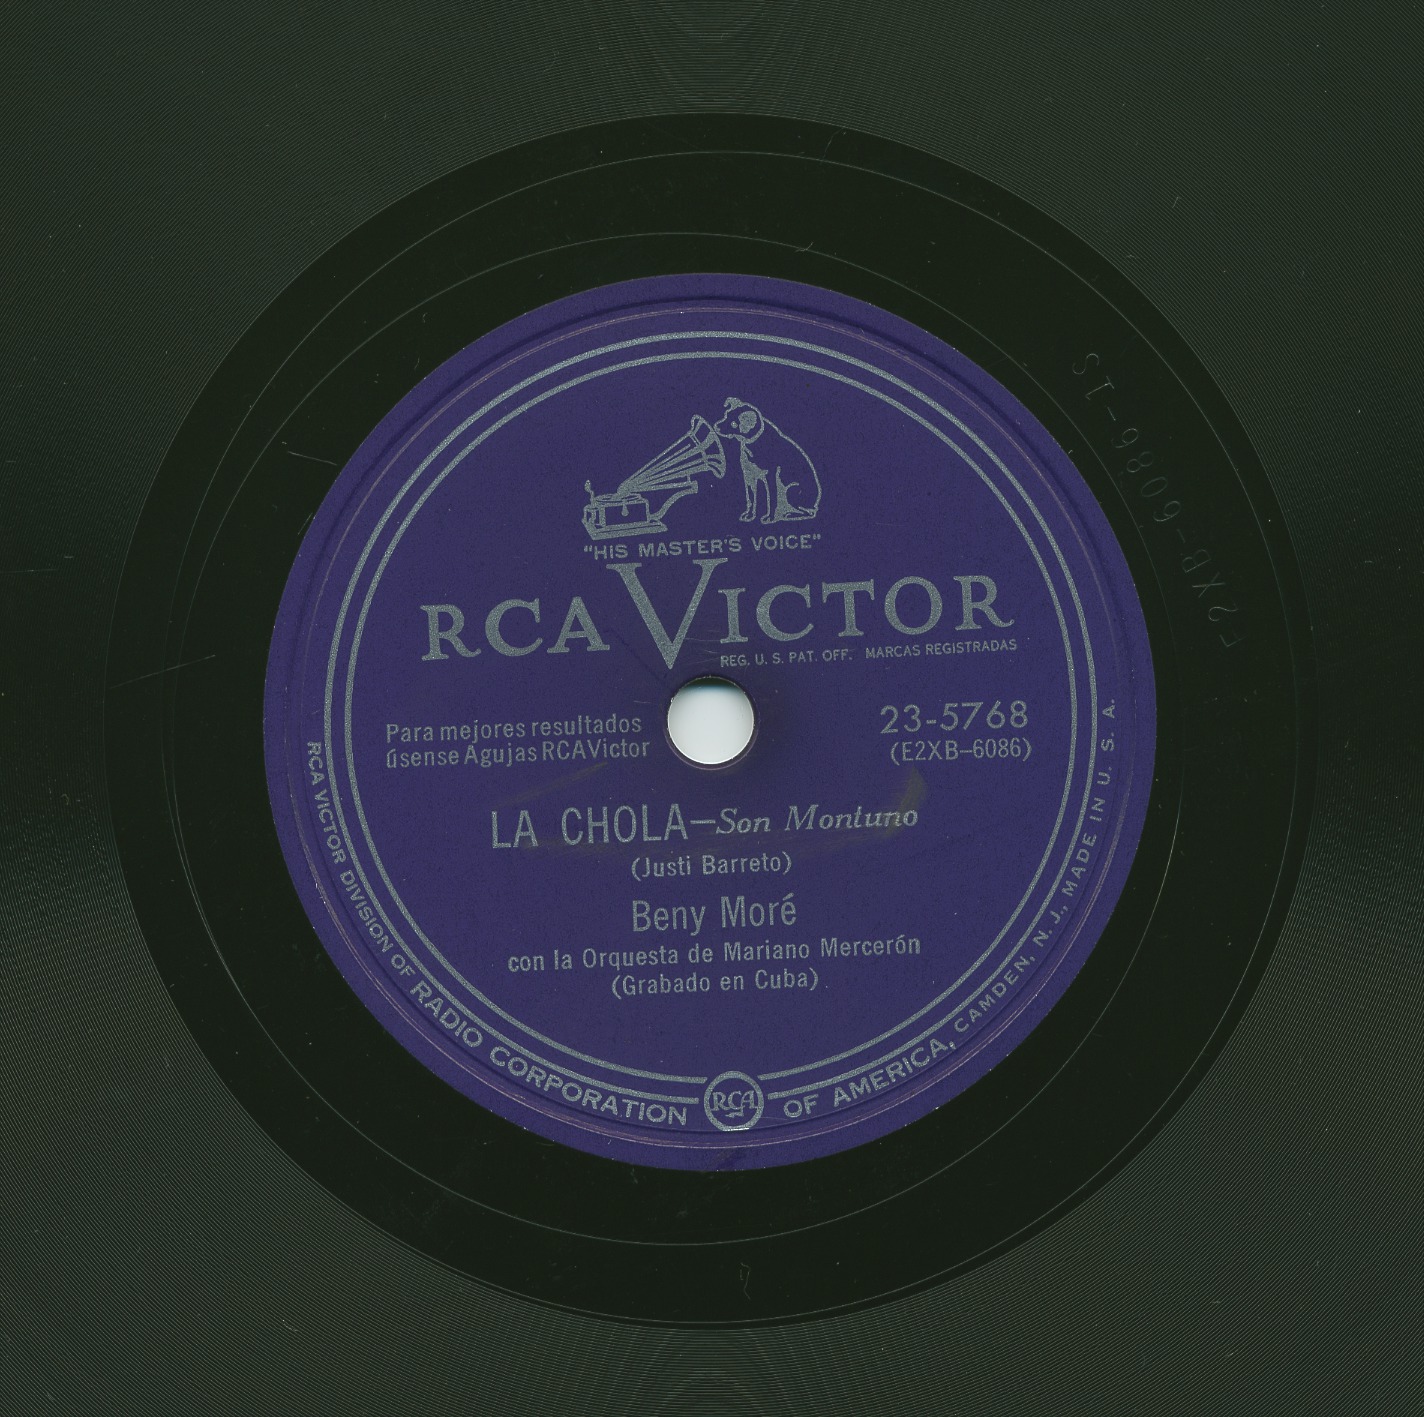 "HIS MASTER'S VOICE"
RCA VICTOR
REG. U. S. PAT. OFF. MARCAS REGISTRADAS
Para mejores resultados
úsense Agujas RCA Victor
23-5768
(E2XB-6086)
LA CHOLA-Son Montuno
(Justi Barreto)
Beny Moré
con la Orquesta de Mariano Mercerón
(Grabado en Cuba)
RCA VICTOR DIVISION OF RADIO CORPORATION OF AMERICA, CAMDEN, N. J., MADE IN U. S. A.
RCA
E2XB-6086-1S